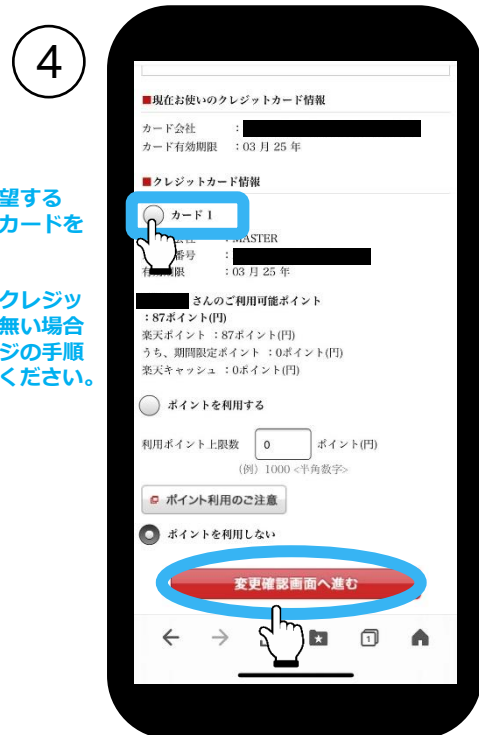 4
望する
カードを
クレジッ
無い場合
ジの手順
ください。
■現在お使いのクレジットカード情報
カード会社 :
カード有効期限 :03 月 25 年
■クレジットカード情報
カード 1
:MASTER
番号 :
有 限 :03 月 25 年
さんのご利用可能ポイント
:87ポイント(円)
楽天ポイント :87ポイント(円)
うち、期間限定ポイント :0ポイント(円)
楽天キャッシュ :0ポイント(円)
ポイントを利用する
利用ポイント上限数 0 ポイント(円)
(例) 1000 <半角数字>
ポイント利用のご注意
ポイントを利用しない
変更確認画面へ進む
1